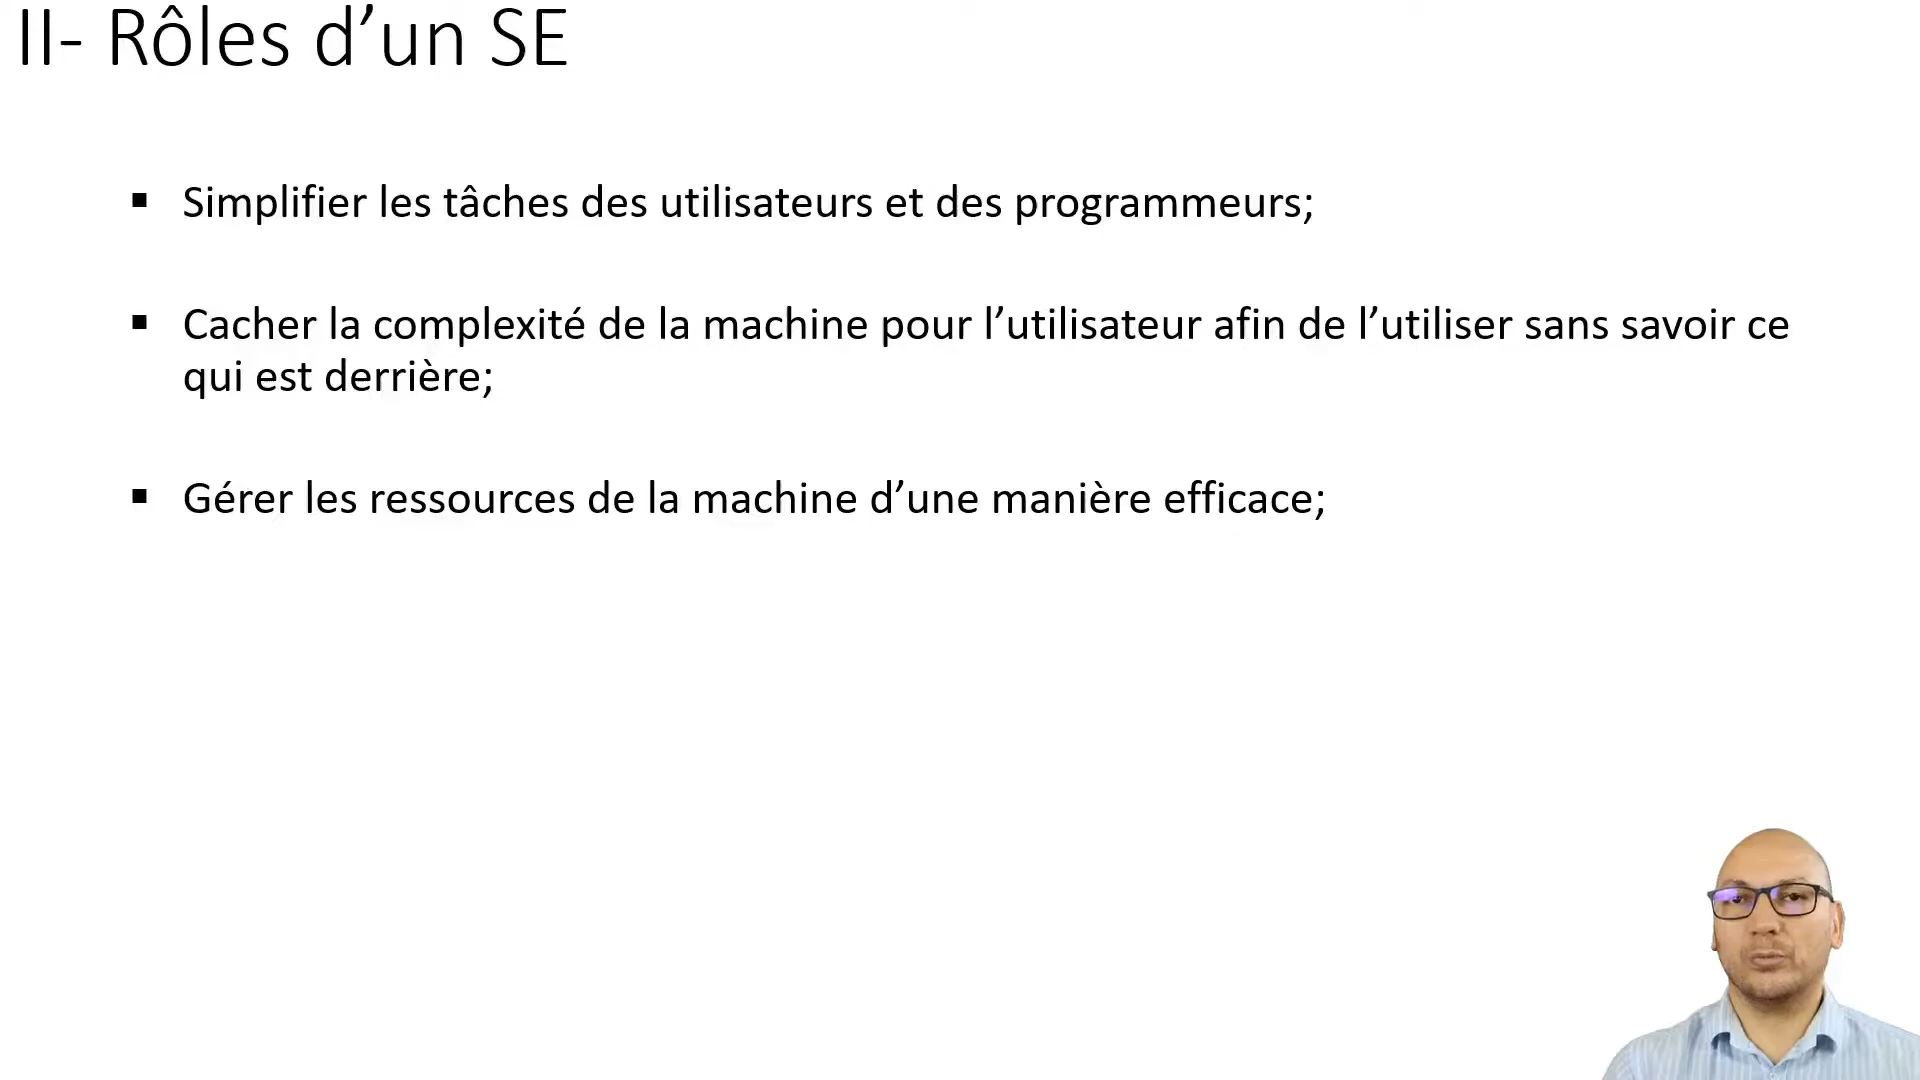 II- Rôles d’un SE
▪ Simplifier les tâches des utilisateurs et des programmeurs;
▪ Cacher la complexité de la machine pour l’utilisateur afin de l’utiliser sans savoir ce
qui est derrière;
▪ Gérer les ressources de la machine d’une manière efficace;